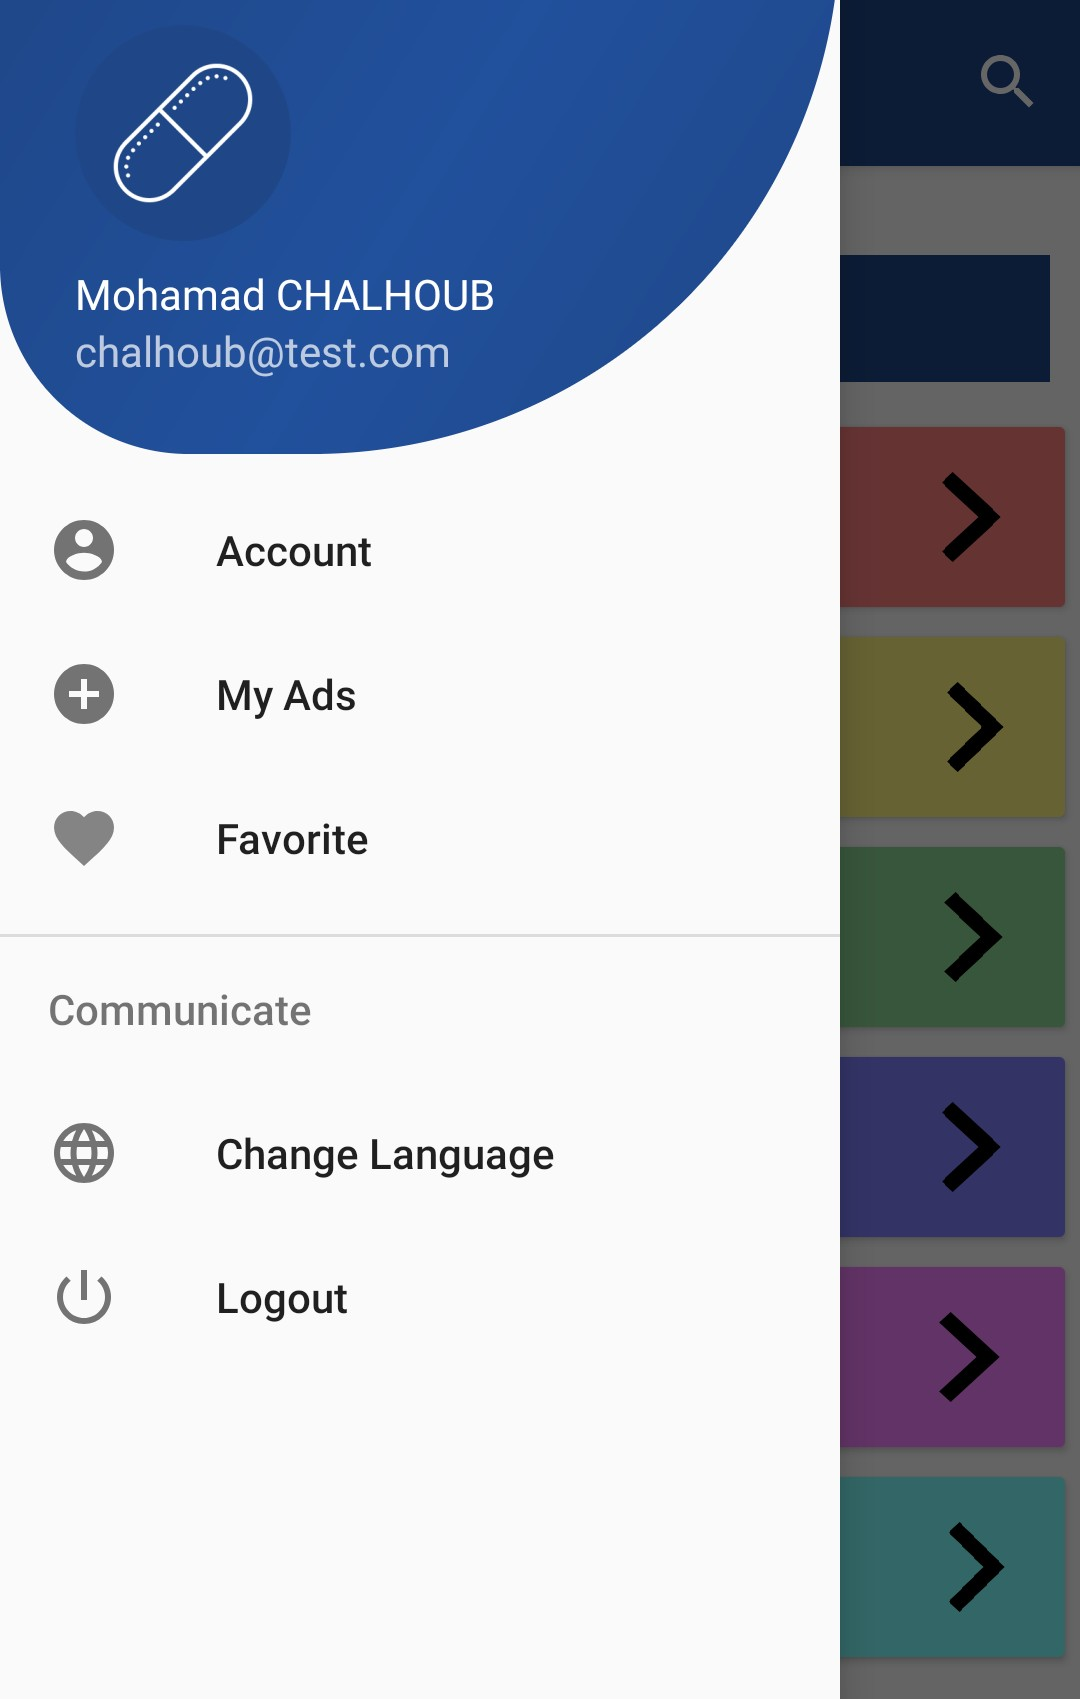 Mohamad CHALHOUB
chalhoub@test.com
Account
My Ads
Favorite
Communicate
Change Language
Logout